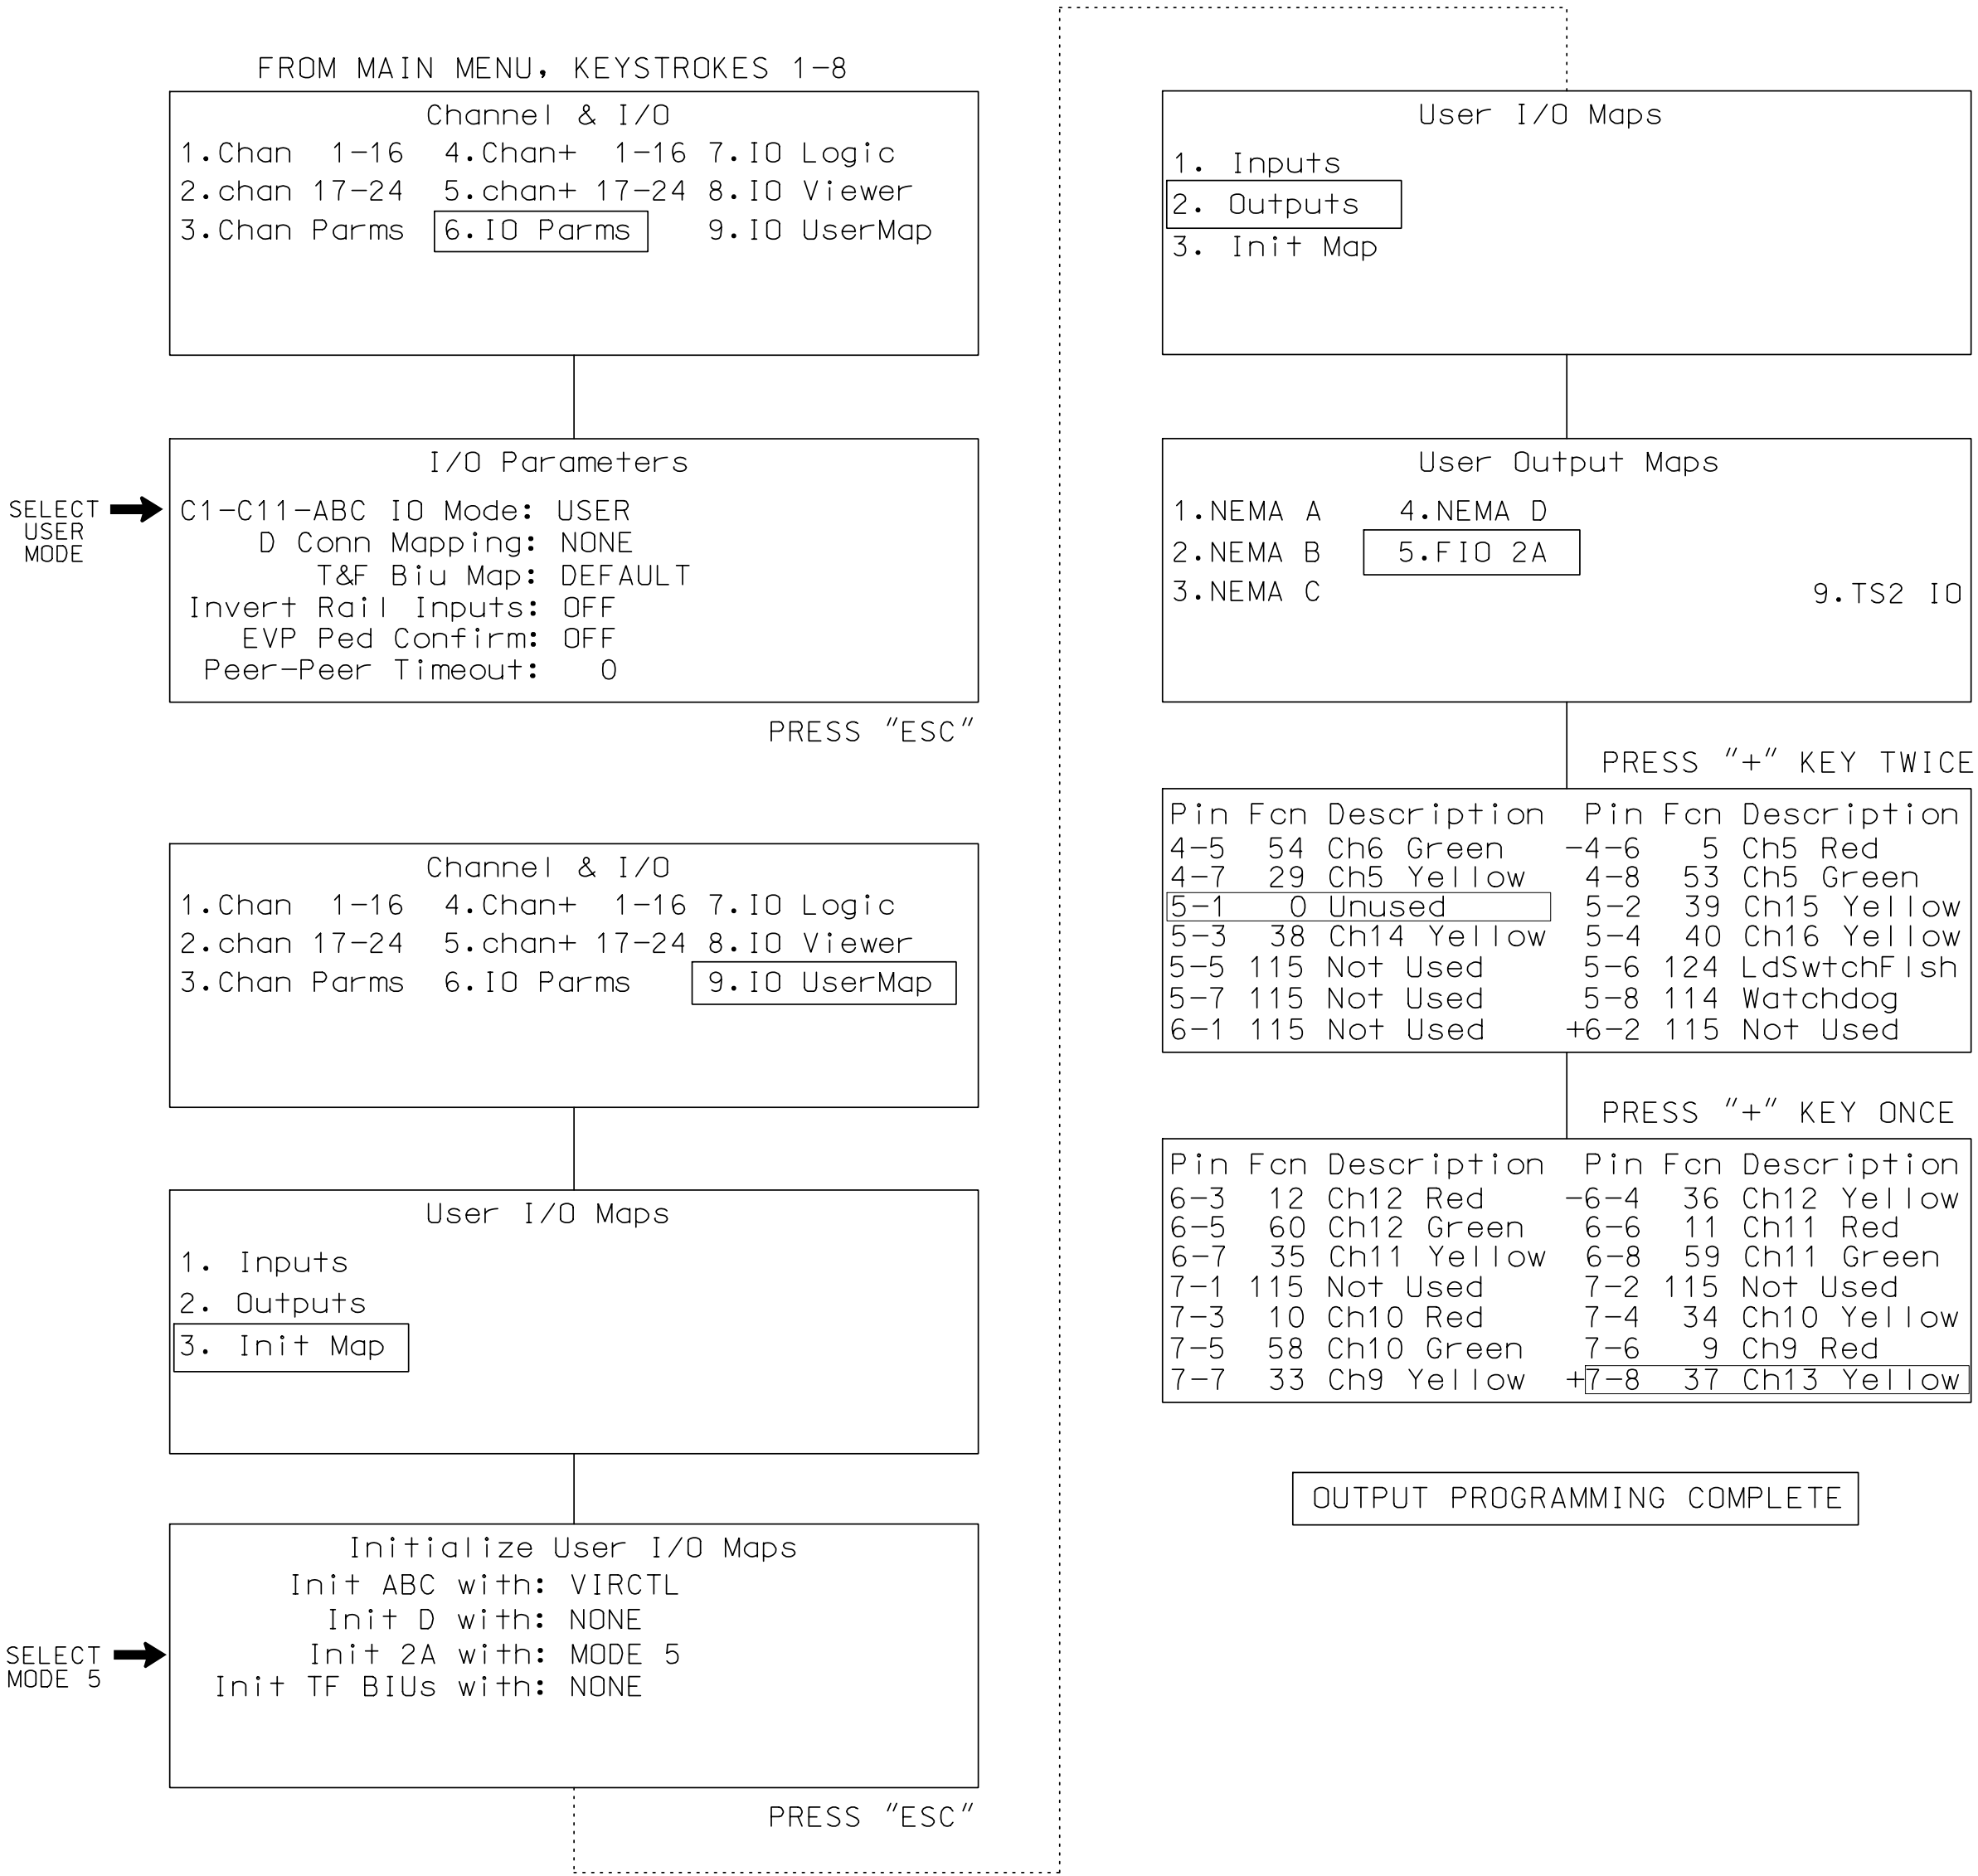 FROM MAIN MENU, KEYSTROKES 1-8
Channel & I/O
1.Chan 1-16 4.Chan+ 1-16 7.IO Logic
2.chan 17-24 5.chan+ 17-24 8.IO Viewer
3.Chan Parms 6.IO Parms 9.IO UserMap
I/O Parameters
SELECT
USER
MODE
C1-C11-ABC IO Mode: USER
D Conn Mapping: NONE
T&F Biu Map: DEFAULT
Invert Rail Inputs: OFF
EVP Ped Confirm: OFF
Peer-Peer Timeout: 0
PRESS "ESC"
Channel & I/O
1.Chan 1-16 4.Chan+ 1-16 7.IO Logic
2.chan 17-24 5.chan+ 17-24 8.IO Viewer
3.Chan Parms 6.IO Parms 9.IO UserMap
User I/O Maps
1. Inputs
2. Outputs
3. Init Map
Initialize User I/O Maps
Init ABC with: VIRCTL
Init D with: NONE
SELECT
MODE 5
Init 2A with: MODE 5
Init TF BIUs with: NONE
PRESS "ESC"
User I/O Maps
1. Inputs
2. Outputs
3. Init Map
User Output Maps
1.NEMA A 4.NEMA D
2.NEMA B 5.FIO 2A
3.NEMA C 9.TS2 IO
PRESS "+" KEY TWICE
Pin Fcn Description Pin Fcn Description
4-5 54 Ch6 Green -4-6 5 Ch5 Red
4-7 29 Ch5 Yellow 4-8 53 Ch5 Green
5-1 0 Unused 5-2 39 Ch15 Yellow
5-3 38 Ch14 Yellow 5-4 40 Ch16 Yellow
5-5 115 Not Used 5-6 124 LdSwtchFlsh
5-7 115 Not Used 5-8 114 Watchdog
6-1 115 Not Used +6-2 115 Not Used
PRESS "+" KEY ONCE
Pin Fcn Description Pin Fcn Description
6-3 12 Ch12 Red -6-4 36 Ch12 Yellow
6-5 60 Ch12 Green 6-6 11 Ch11 Red
6-7 35 Ch11 Yellow 6-8 59 Ch11 Green
7-1 115 Not Used 7-2 115 Not Used
7-3 10 Ch10 Red 7-4 34 Ch10 Yellow
7-5 58 Ch10 Green 7-6 9 Ch9 Red
7-7 33 Ch9 Yellow +7-8 37 Ch13 Yellow
OUTPUT PROGRAMMING COMPLETE